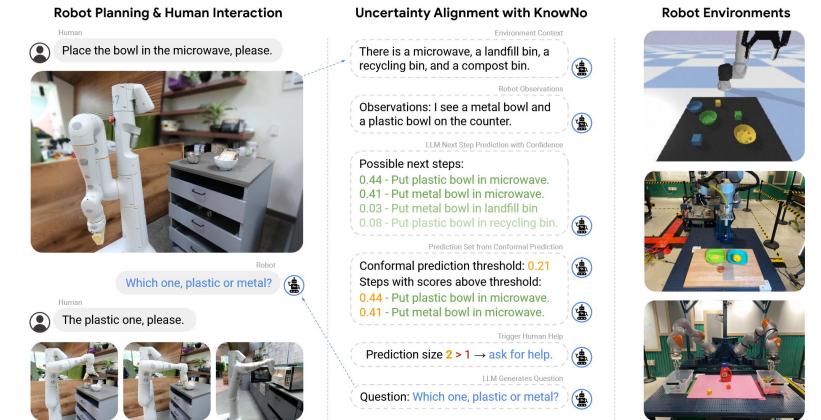 Robot Planning & Human Interaction
Human
Place the bowl in the microwave, please.
Robot
Which one, plastic or metal?
Human
The plastic one, please.
Uncertainty Alignment with KnowNo
Environment Context
There is a microwave, a landfill bin, a
recycling bin, and a compost bin.
Robot Observations
Observations: I see a metal bowl and
a plastic bowl on the counter.
LLM Next Step Prediction with Confidence
Possible next steps:
0.44 - Put plastic bowl in microwave.
0.41 - Put metal bowl in microwave.
0.03 - Put metal bowl in landfill bin
0.08 - Put plastic bowl in recycling bin.
Prediction Set from Conformal Prediction
Conformal prediction threshold: 0.21
Steps with scores above threshold:
0.44 - Put plastic bowl in microwave.
0.41 - Put metal bowl in microwave.
Trigger Human Help
Prediction size 2 > 1 → ask for help.
LLM Generates Question
Question: Which one, plastic or metal?
Robot Environments